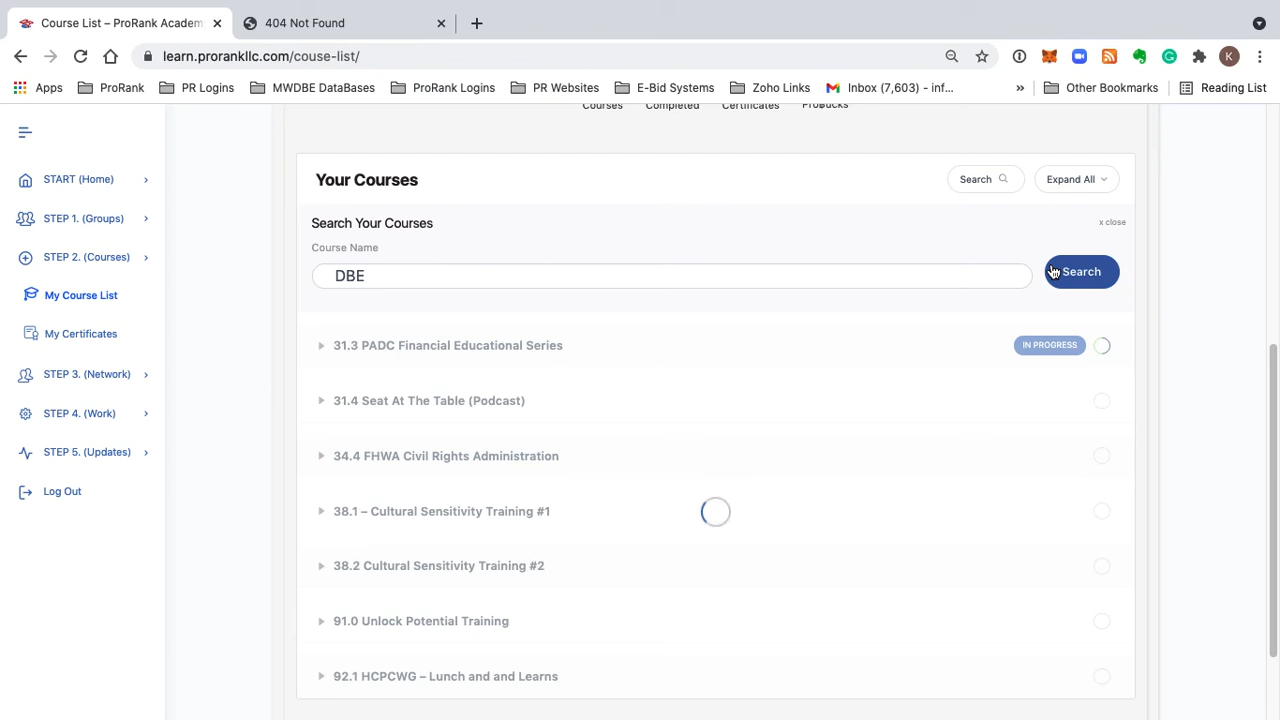 Course List – ProRank Academ
404 Not Found
learn.prorankllc.com/couse-list/
K
Apps
ProRank
PR Logins
MWDBE DataBases
ProRank Logins
PR Websites
E-Bid Systems
Zoho Links
Inbox (7,603) - inf...
»
Other Bookmarks
Reading List
Courses
Completed
Certificates
START (Home)
STEP 1. (Groups)
STEP 2. (Courses)
My Course List
My Certificates
STEP 3. (Network)
STEP 4. (Work)
STEP 5. (Updates)
Log Out
Your Courses
Search
Expand All
Search Your Courses
x close
Course Name
DBE
Search
31.3 PADC Financial Educational Series
IN PROGRESS
31.4 Seat At The Table (Podcast)
34.4 FHWA Civil Rights Administration
38.1 – Cultural Sensitivity Training #1
38.2 Cultural Sensitivity Training #2
91.0 Unlock Potential Training
92.1 HCPCWG – Lunch and and Learns